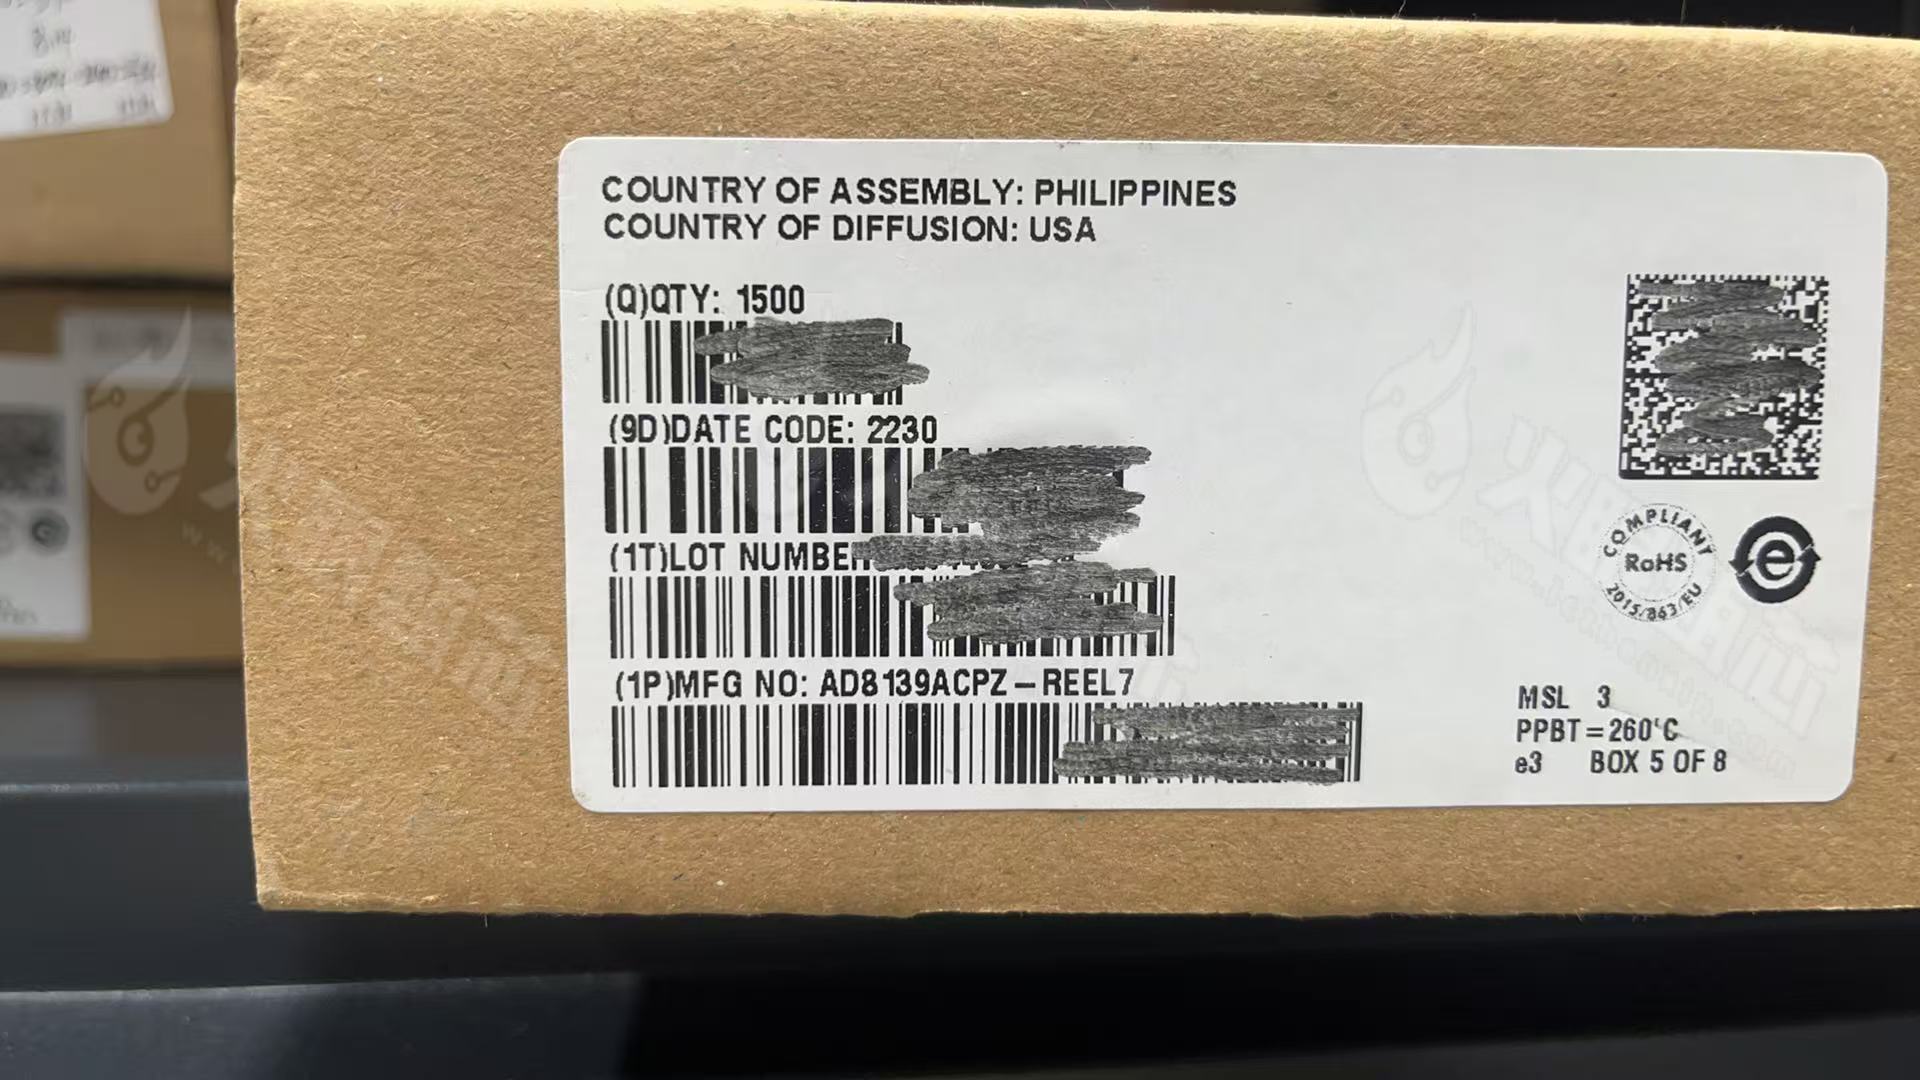 COUNTRY OF ASSEMBLY: PHILIPPINES
COUNTRY OF DIFFUSION: USA
(Q)QTY: 1500
(9D)DATE CODE: 2230
(1T)LOT NUMBER
(1P)MFG NO: AD8139ACPZ-REEL7
COMPLIANT
RoHS
2015/863/EU
e
MSL 3
PPBT=260°C
e3 BOX 5 OF 8